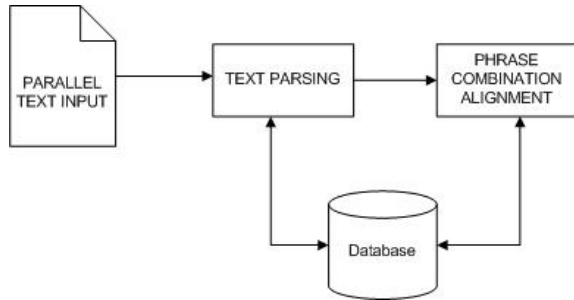 PARALLEL
TEXT INPUT
TEXT PARSING
PHRASE
COMBINATION
ALIGNMENT
Database